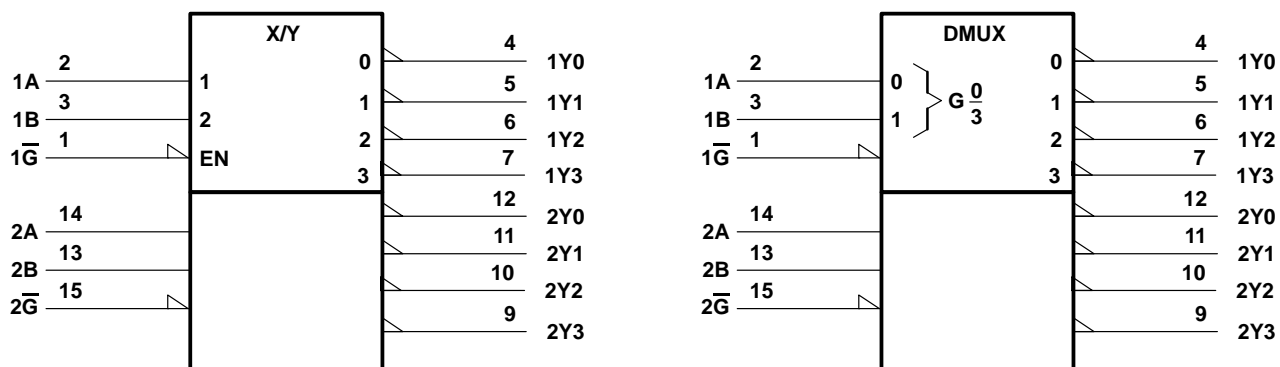 X/Y
1A 2 1 0 4 1Y0
1B 3 2 1 5 1Y1
1G̅ 1 EN 2 6 1Y2
3 7 1Y3
2A 14 12 2Y0
2B 13 11 2Y1
2G̅ 15 10 2Y2
9 2Y3
DMUX
1A 2 0 G 0/3 0 4 1Y0
1B 3 1 1 5 1Y1
1G̅ 1 2 6 1Y2
3 7 1Y3
2A 14 12 2Y0
2B 13 11 2Y1
2G̅ 15 10 2Y2
9 2Y3